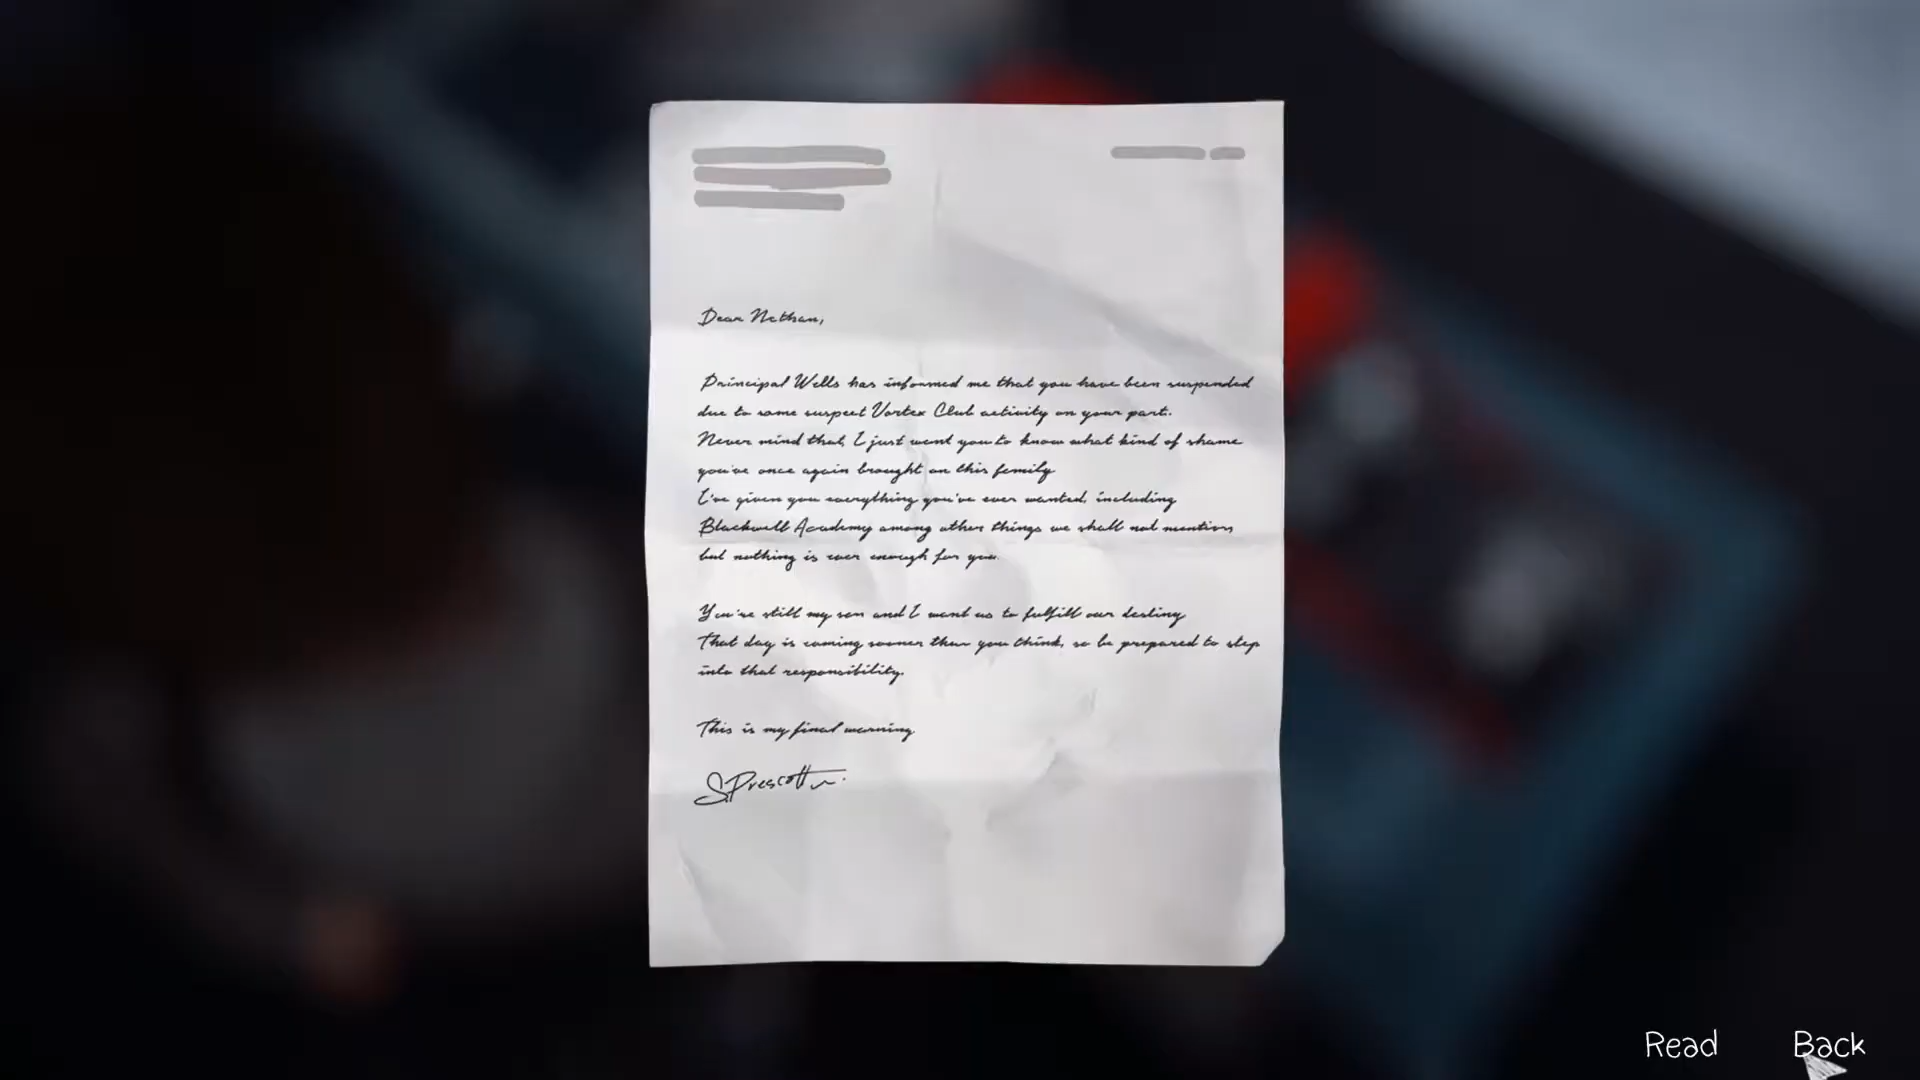 Dear Nathan,
Principal Wells has informed me that you have been suspended
due to some suspect Vortex Club activity on your part.
Never mind that, I just want you to know what kind of shame
you've once again brought on this family
I've given you everything you've ever wanted, including
Blackwell Academy among other things we shall not mention
but nothing is ever enough for you.
You're still my son and I want us to fulfill our destiny
That day is coming sooner than you think, so be prepared to step
into that responsibility.
This is my final warning
S.Prescott
Read Back